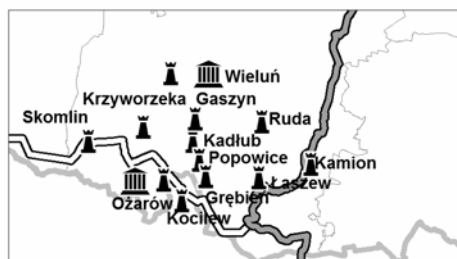 Wieluń
Krzyworzeka Gaszyn
Skomlin
Ruda
Kadłub
Popowice
Kamion
Łaszew
Ożarów
Grębień
Kocilew